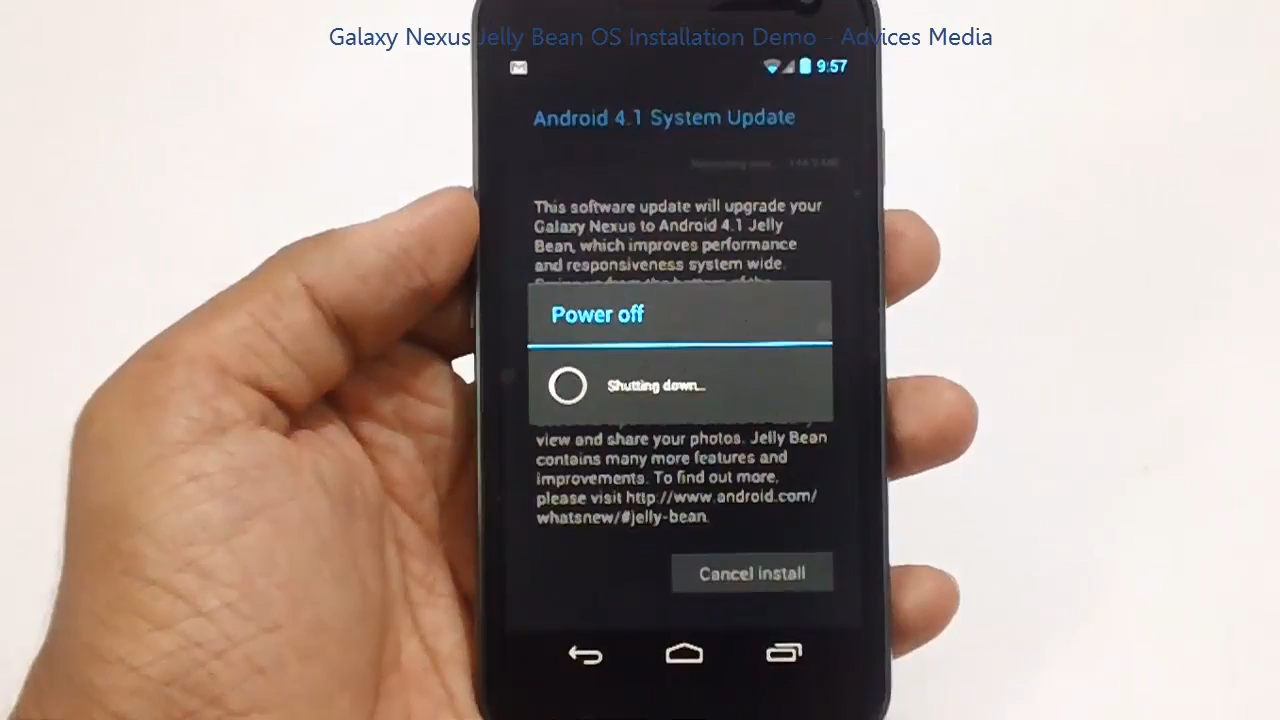 Galaxy Nexus Jelly Bean OS Installation Demo - Advices Media
9:57
Android 4.1 System Update
This software update will upgrade your
Galaxy Nexus to Android 4.1 Jelly
Bean, which improves performance
and responsiveness system wide.
Power off
Shutting down...
view and share your photos. Jelly Bean
contains many more features and
improvements. To find out more,
please visit http://www.android.com/
whatsnew/#jelly-bean.
Cancel install